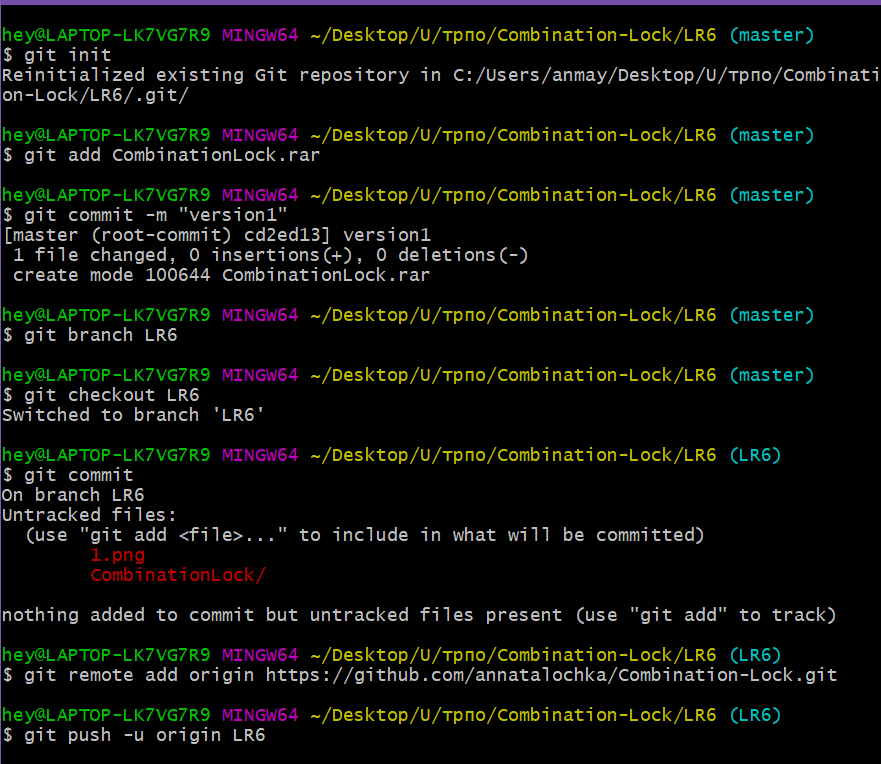 hey@LAPTOP-LK7VG7R9 MINGW64 ~/Desktop/U/трпо/Combination-Lock/LR6 (master)
$ git init
Reinitialized existing Git repository in C:/Users/anmay/Desktop/U/трпо/Combinati
on-Lock/LR6/.git/
hey@LAPTOP-LK7VG7R9 MINGW64 ~/Desktop/U/трпо/Combination-Lock/LR6 (master)
$ git add CombinationLock.rar
hey@LAPTOP-LK7VG7R9 MINGW64 ~/Desktop/U/трпо/Combination-Lock/LR6 (master)
$ git commit -m "version1"
[master (root-commit) cd2ed13] version1
 1 file changed, 0 insertions(+), 0 deletions(-)
 create mode 100644 CombinationLock.rar
hey@LAPTOP-LK7VG7R9 MINGW64 ~/Desktop/U/трпо/Combination-Lock/LR6 (master)
$ git branch LR6
hey@LAPTOP-LK7VG7R9 MINGW64 ~/Desktop/U/трпо/Combination-Lock/LR6 (master)
$ git checkout LR6
Switched to branch 'LR6'
hey@LAPTOP-LK7VG7R9 MINGW64 ~/Desktop/U/трпо/Combination-Lock/LR6 (LR6)
$ git commit
On branch LR6
Untracked files:
  (use "git add <file>..." to include in what will be committed)
        1.png
        CombinationLock/
nothing added to commit but untracked files present (use "git add" to track)
hey@LAPTOP-LK7VG7R9 MINGW64 ~/Desktop/U/трпо/Combination-Lock/LR6 (LR6)
$ git remote add origin https://github.com/annatalochka/Combination-Lock.git
hey@LAPTOP-LK7VG7R9 MINGW64 ~/Desktop/U/трпо/Combination-Lock/LR6 (LR6)
$ git push -u origin LR6